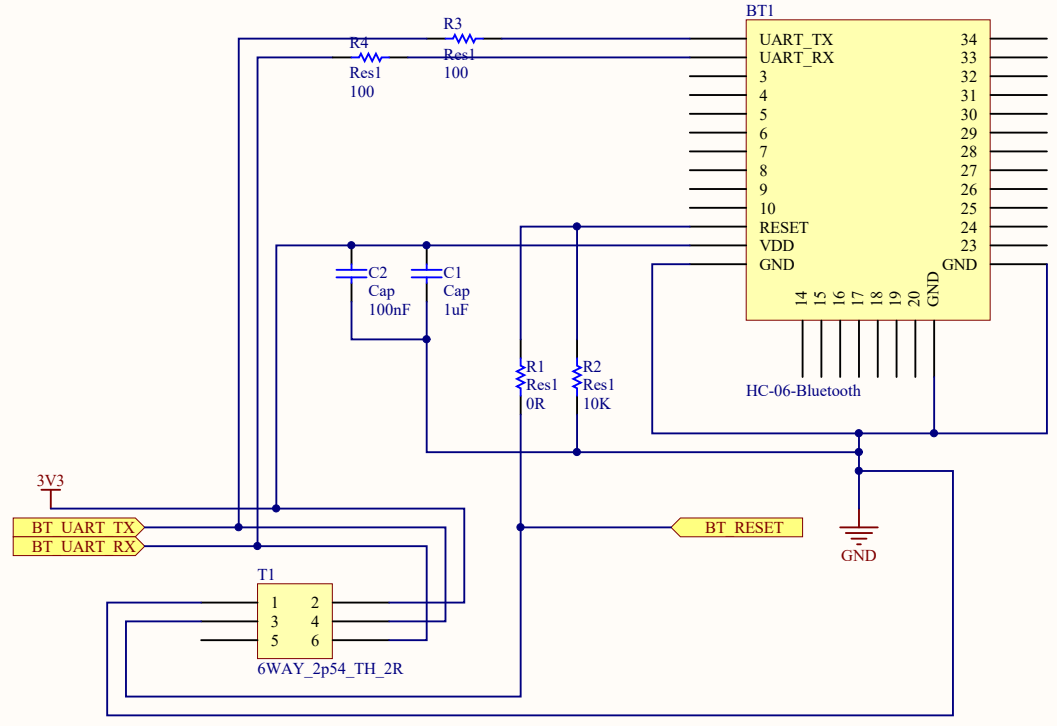 BT1
R3
UART_TX 34
R4
Res1
UART_RX 33
Res1
100
3 32
100
4 31
5 30
6 29
7 28
8 27
9 26
10 25
RESET 24
VDD 23
GND GND
C2
Cap
100nF
C1
Cap
1uF
14 15 16 17 18 19 20 GND
R1
Res1
0R
R2
Res1
10K
HC-06-Bluetooth
3V3
BT_UART_TX
BT_UART_RX
BT_RESET
GND
T1
1 2
3 4
5 6
6WAY_2p54_TH_2R